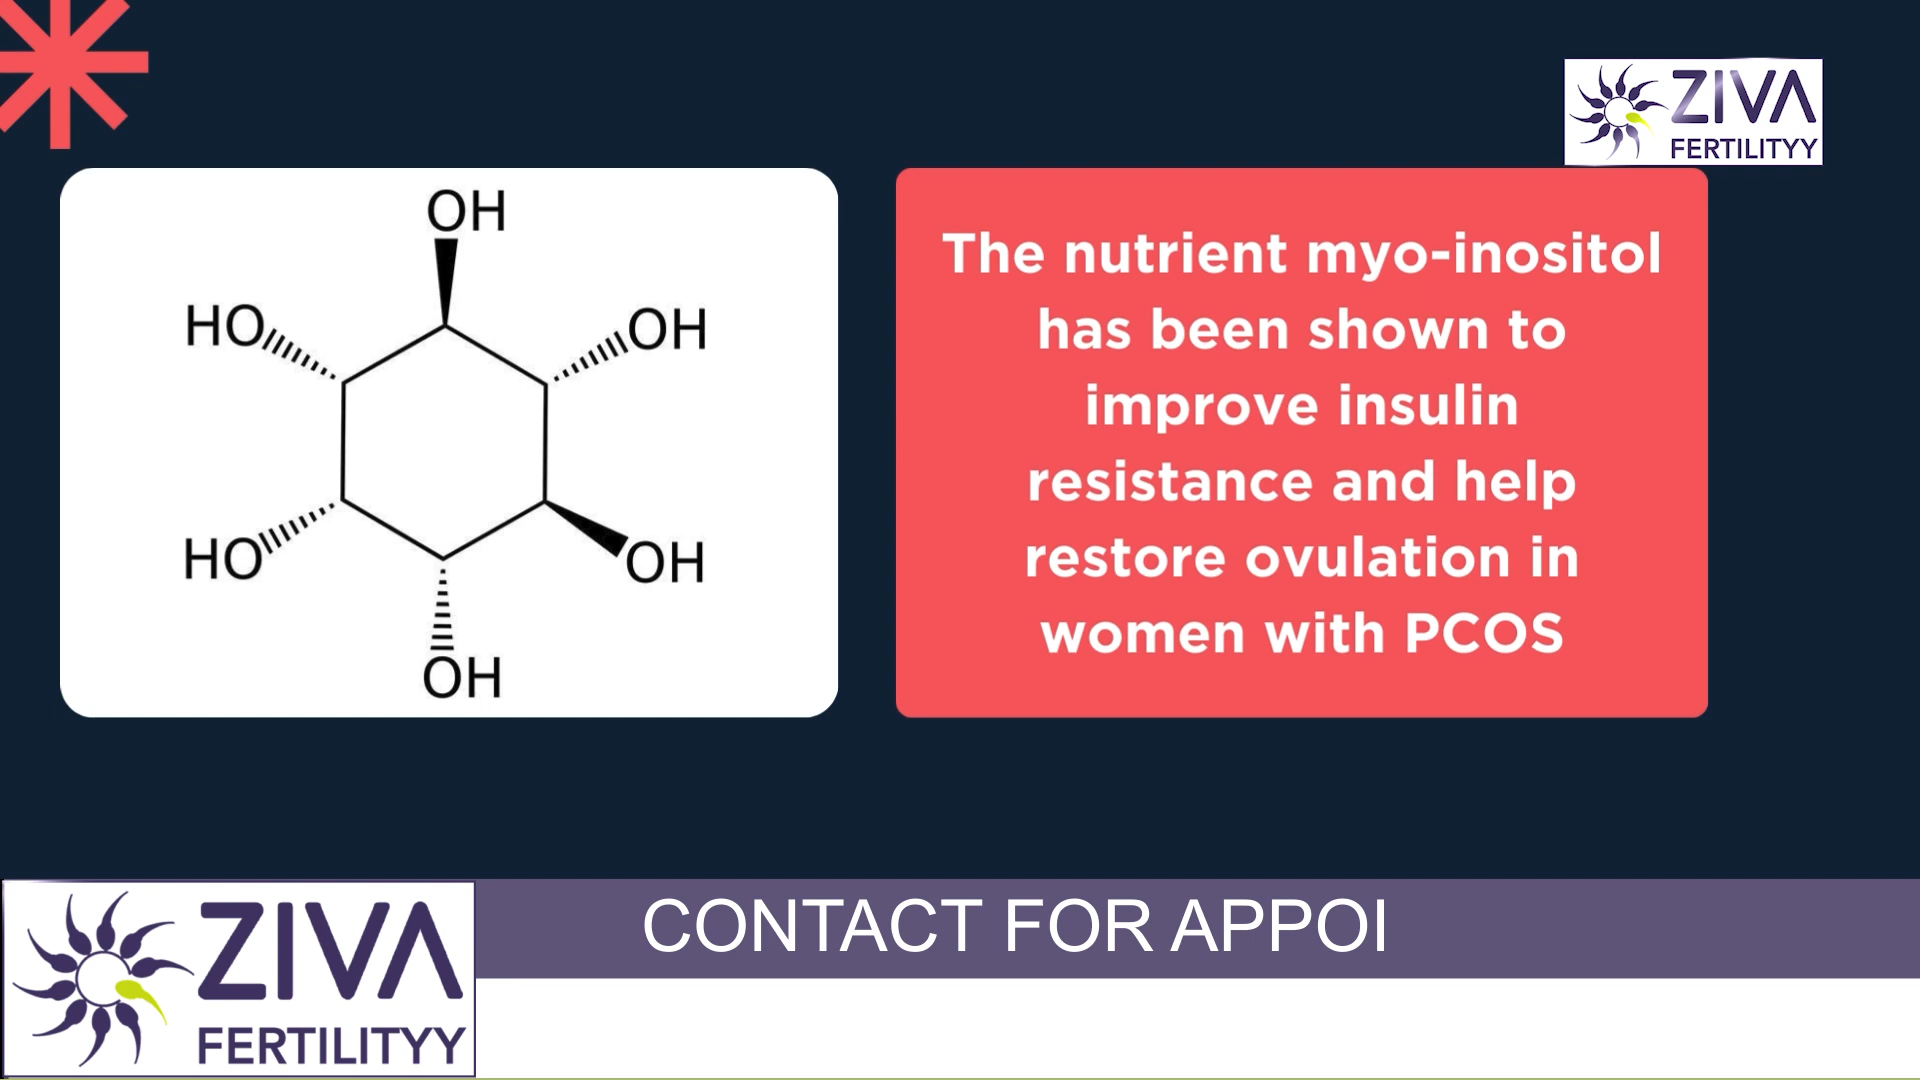 ZIVA
FERTILITYY
OH
HO
OH
HO
OH
OH
The nutrient myo-inositol
has been shown to
improve insulin
resistance and help
restore ovulation in
women with PCOS
ZIVA
FERTILITYY
CONTACT FOR APPOI